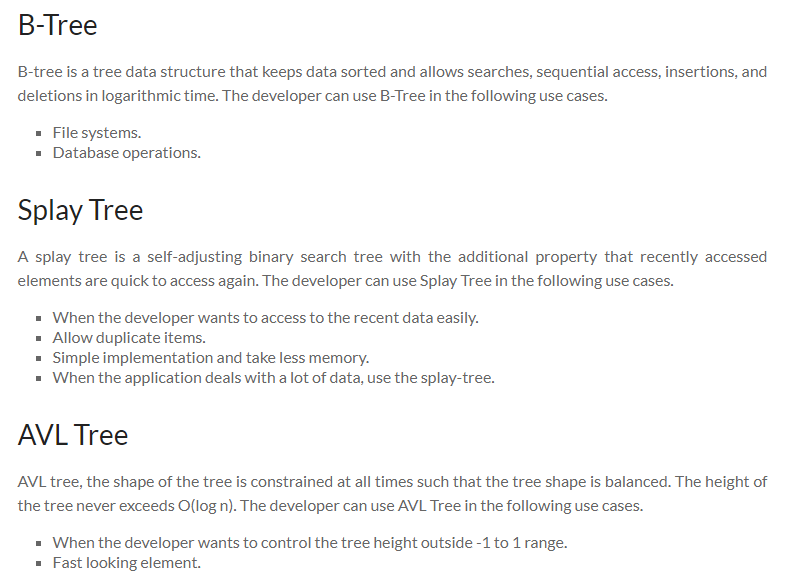 B-Tree
B-tree is a tree data structure that keeps data sorted and allows searches, sequential access, insertions, and
deletions in logarithmic time. The developer can use B-Tree in the following use cases.
▪ File systems.
▪ Database operations.
Splay Tree
A splay tree is a self-adjusting binary search tree with the additional property that recently accessed
elements are quick to access again. The developer can use Splay Tree in the following use cases.
▪ When the developer wants to access to the recent data easily.
▪ Allow duplicate items.
▪ Simple implementation and take less memory.
▪ When the application deals with a lot of data, use the splay-tree.
AVL Tree
AVL tree, the shape of the tree is constrained at all times such that the tree shape is balanced. The height of
the tree never exceeds O(log n). The developer can use AVL Tree in the following use cases.
▪ When the developer wants to control the tree height outside -1 to 1 range.
▪ Fast looking element.